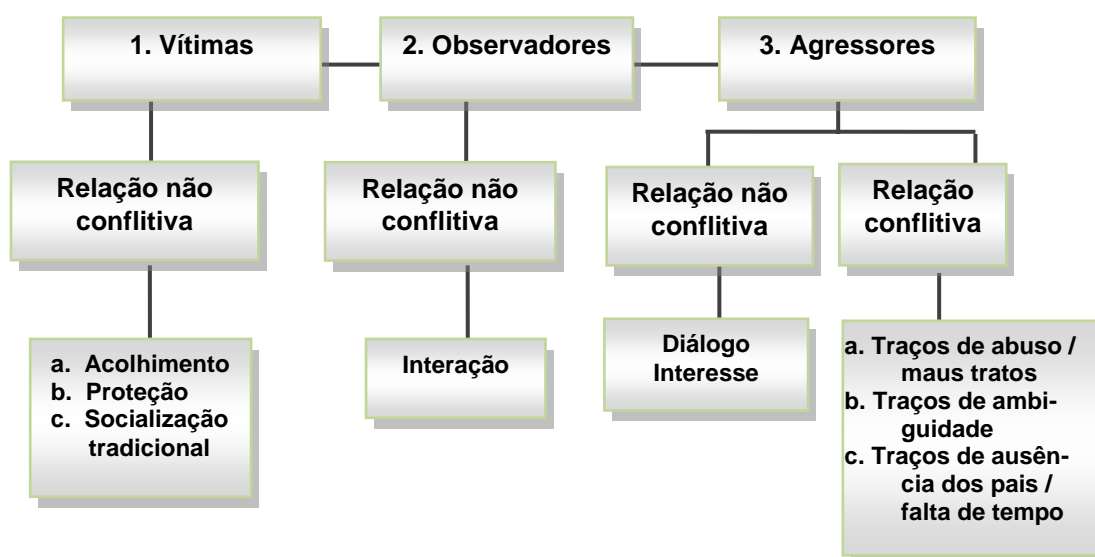 1. Vítimas
2. Observadores
3. Agressores
Relação não
conflitiva
Relação não
conflitiva
Relação não
conflitiva
Relação
conflitiva
a. Acolhimento
b. Proteção
c. Socialização
tradicional
Interação
Diálogo
Interesse
a. Traços de abuso /
maus tratos
b. Traços de ambi-
guidade
c. Traços de ausên-
cia dos pais /
falta de tempo